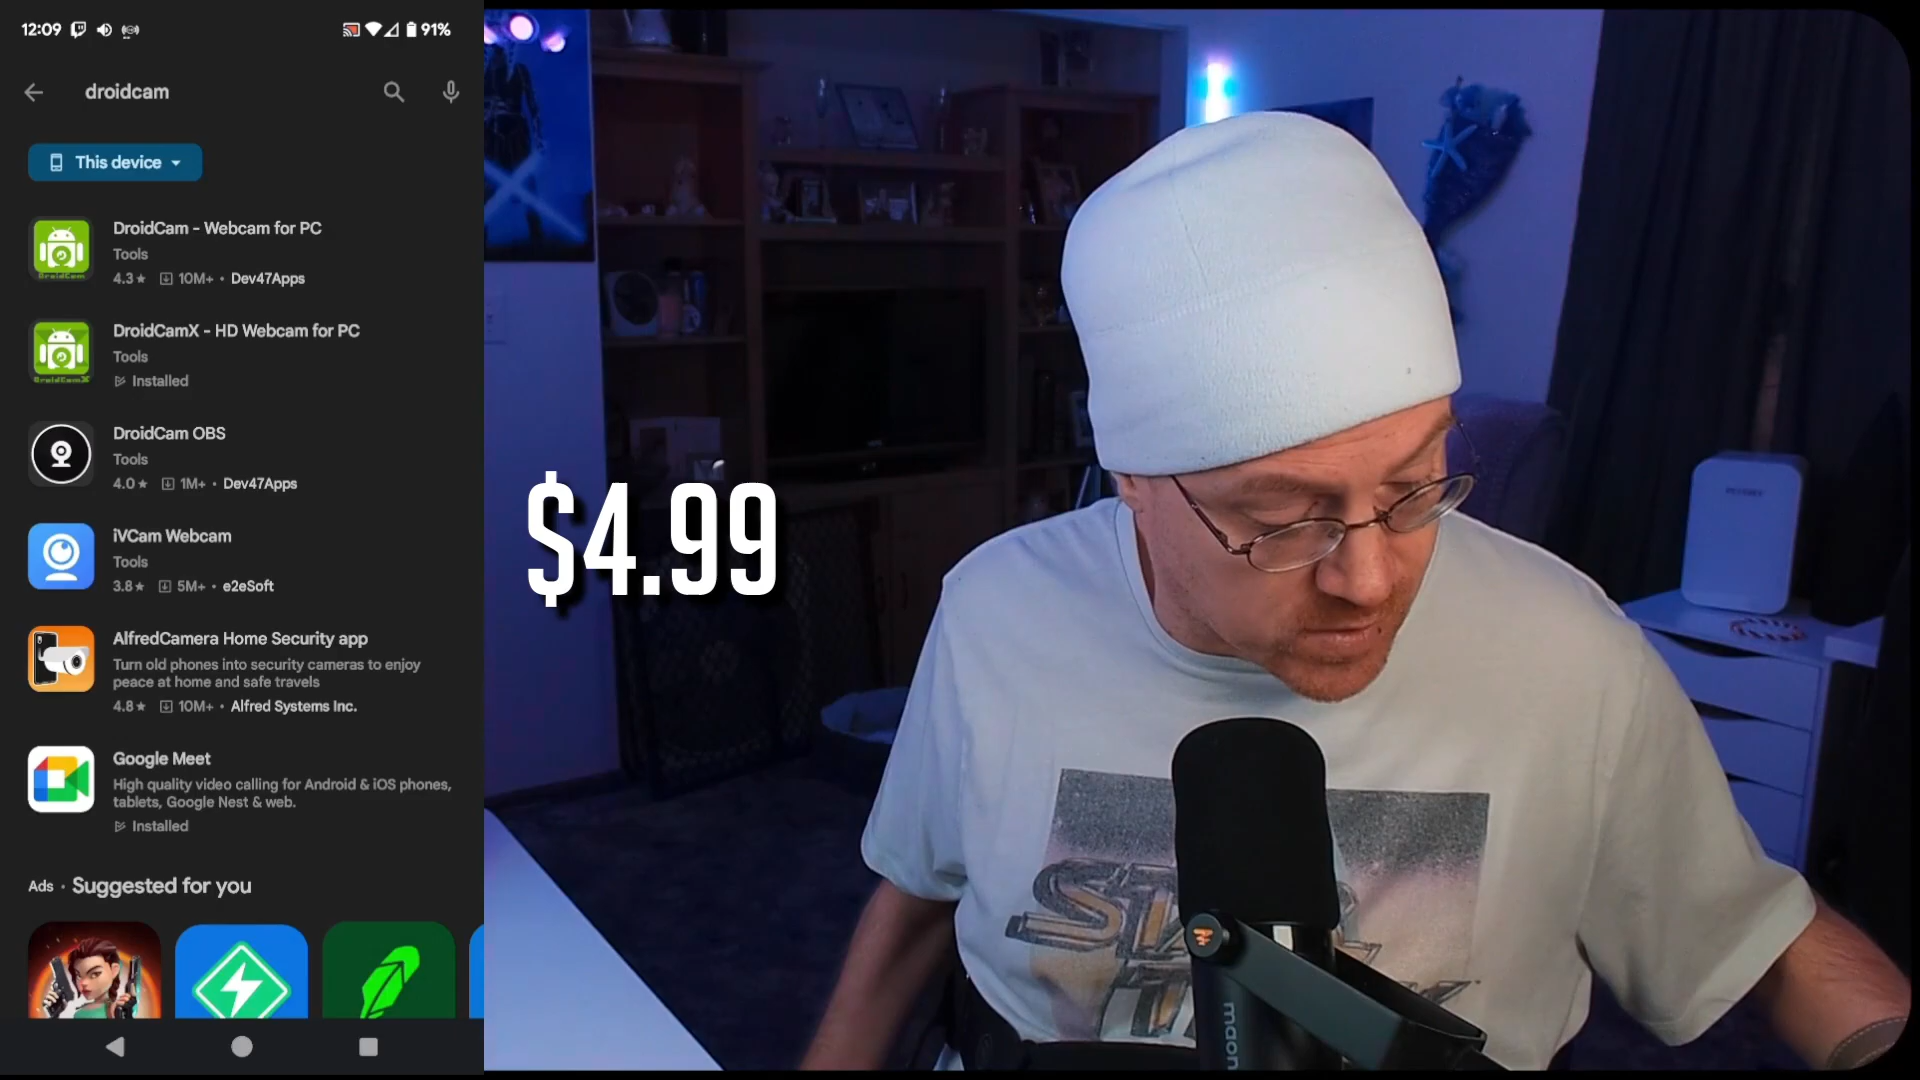 12:09
91%
droidcam
This device
DroidCam - Webcam for PC
Tools
4.3★ 10M+ • Dev47Apps
DroidCamX - HD Webcam for PC
Tools
Installed
DroidCam OBS
Tools
4.0★ 1M+ • Dev47Apps
iVCam Webcam
Tools
3.8★ 5M+ • e2eSoft
AlfredCamera Home Security app
Turn old phones into security cameras to enjoy
peace at home and safe travels
4.8★ 10M+ • Alfred Systems Inc.
Google Meet
High quality video calling for Android & iOS phones,
tablets, Google Nest & web.
Installed
Ads • Suggested for you
$4.99
maon